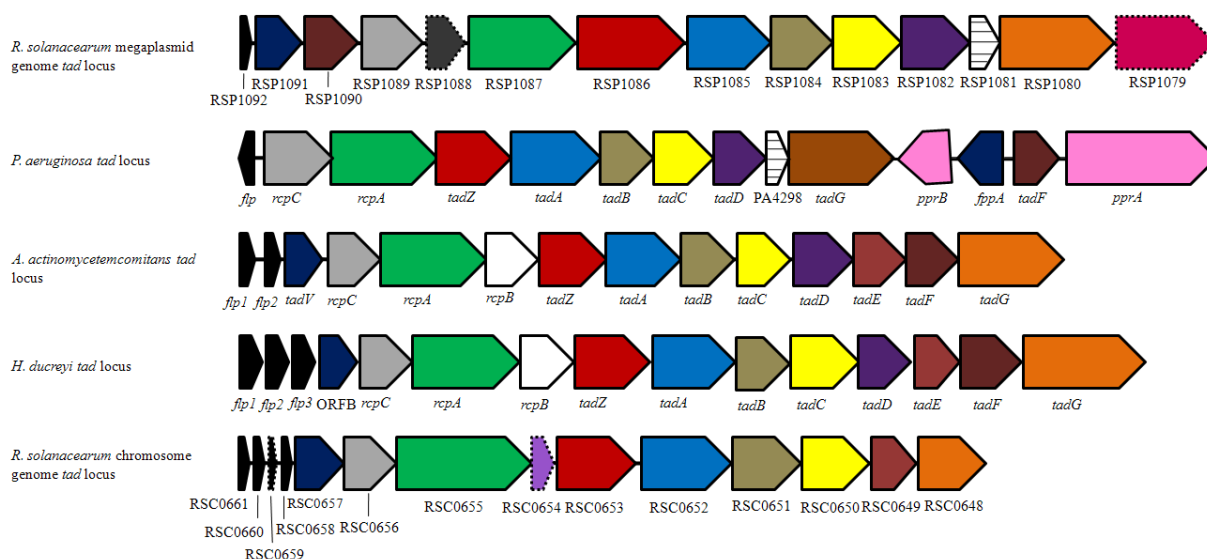 R. solanacearum megaplasmid
genome tad locus
RSP1091 RSP1089 RSP1088 RSP1087 RSP1086 RSP1085 RSP1084 RSP1083 RSP1082 RSP1081 RSP1080 RSP1079
RSP1092 RSP1090
P. aeruginosa tad locus
flp rcpC rcpA tadZ tadA tadB tadC tadD PA4298 tadG pprB fppA tadF pprA
A. actinomycetemcomitans tad
locus
flp1 flp2 tadV rcpC rcpA rcpB tadZ tadA tadB tadC tadD tadE tadF tadG
H. ducreyi tad locus
flp1 flp2 flp3 ORFB rcpC rcpA rcpB tadZ tadA tadB tadC tadD tadE tadF tadG
R. solanacearum chromosome
genome tad locus
RSC0661 RSC0657 RSC0655 RSC0654 RSC0653 RSC0652 RSC0651 RSC0650 RSC0649 RSC0648
RSC0660 RSC0658 RSC0656
RSC0659